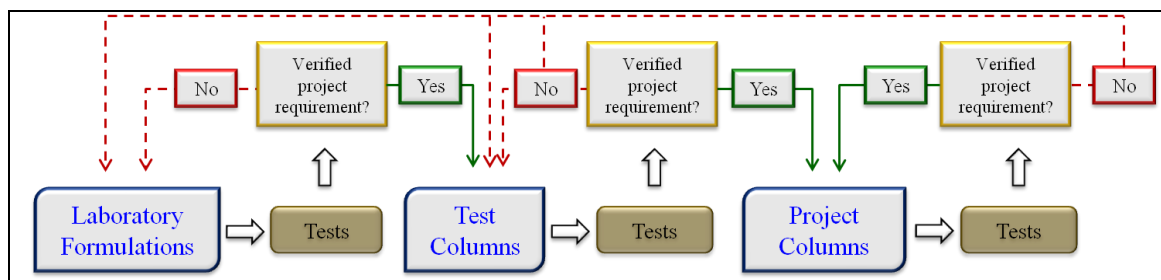 Verified
project
requirement?
No
Yes
Verified
project
requirement?
No
Yes
Yes
Verified
project
requirement?
No
Laboratory
Formulations
Tests
Test
Columns
Tests
Project
Columns
Tests